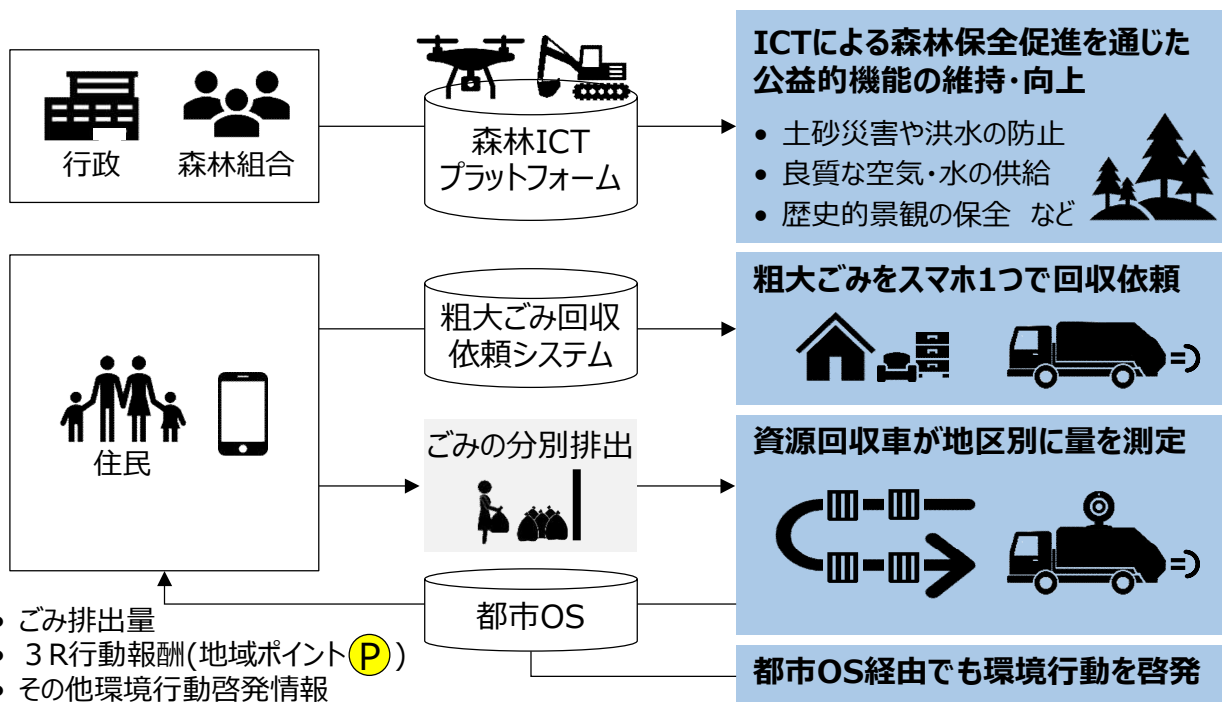 行政
森林組合
森林ICT
プラットフォーム
ICTによる森林保全促進を通じた
公益的機能の維持・向上
• 土砂災害や洪水の防止
• 良質な空気・水の供給
• 歴史的景観の保全 など
住民
粗大ごみ回収
依頼システム
粗大ごみをスマホ1つで回収依頼
ごみの分別排出
資源回収車が地区別に量を測定
都市OS
都市OS経由でも環境行動を啓発
• ごみ排出量
• 3R行動報酬(地域ポイントP)
• その他環境行動啓発情報